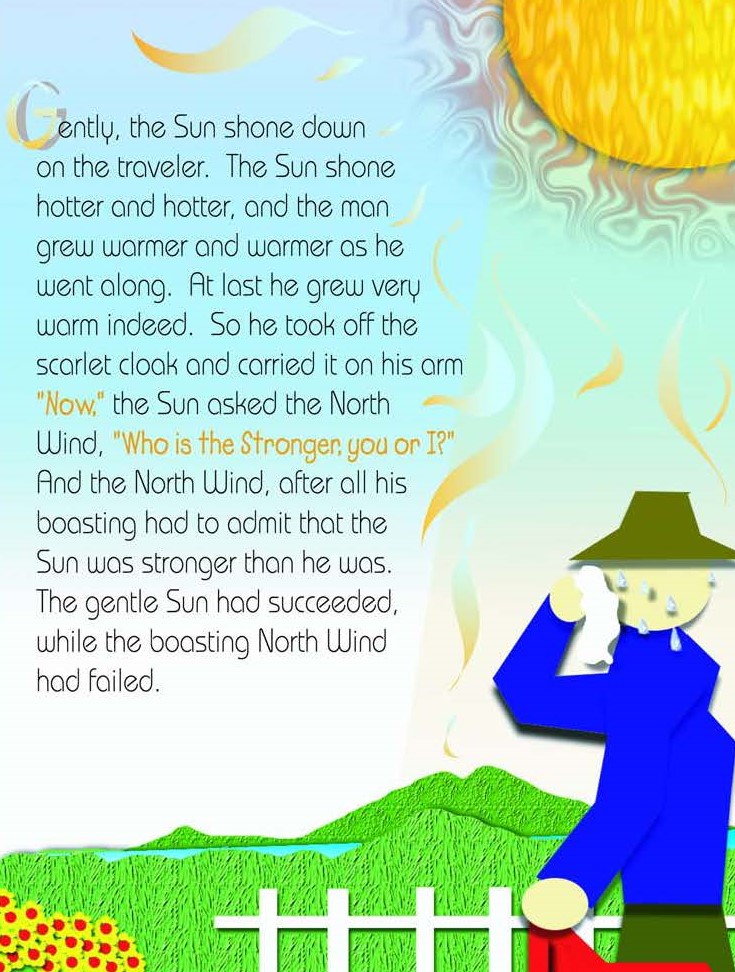 Gently, the Sun shone down
on the traveler. The Sun shone
hotter and hotter, and the man
grew warmer and warmer as he
went along. At last he grew very
warm indeed. So he took off the
scarlet cloak and carried it on his arm
"Now," the Sun asked the North
Wind, "Who is the Stronger, you or I?"
And the North Wind, after all his
boasting had to admit that the
Sun was stronger than he was.
The gentle Sun had succeeded,
while the boasting North Wind
had failed.